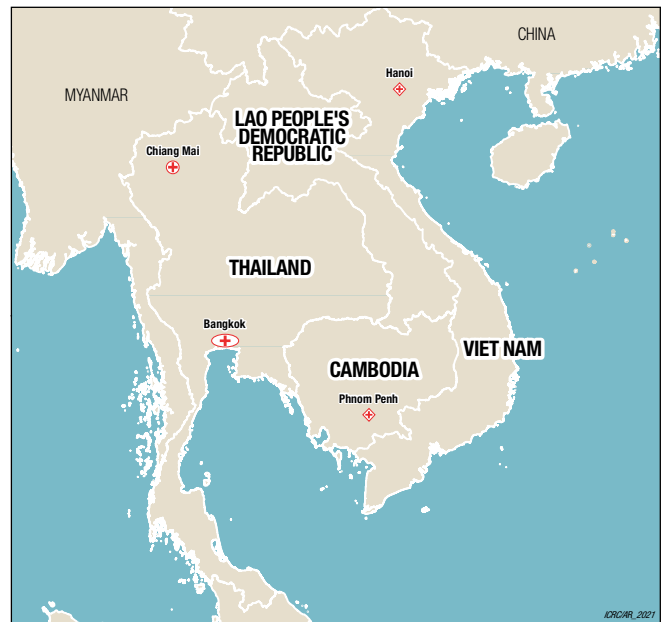 CHINA
Hanoi
MYANMAR
LAO PEOPLE'S
DEMOCRATIC
REPUBLIC
Chiang Mai
THAILAND
Bangkok
VIET NAM
CAMBODIA
Phnom Penh
ICRC/AR_2021